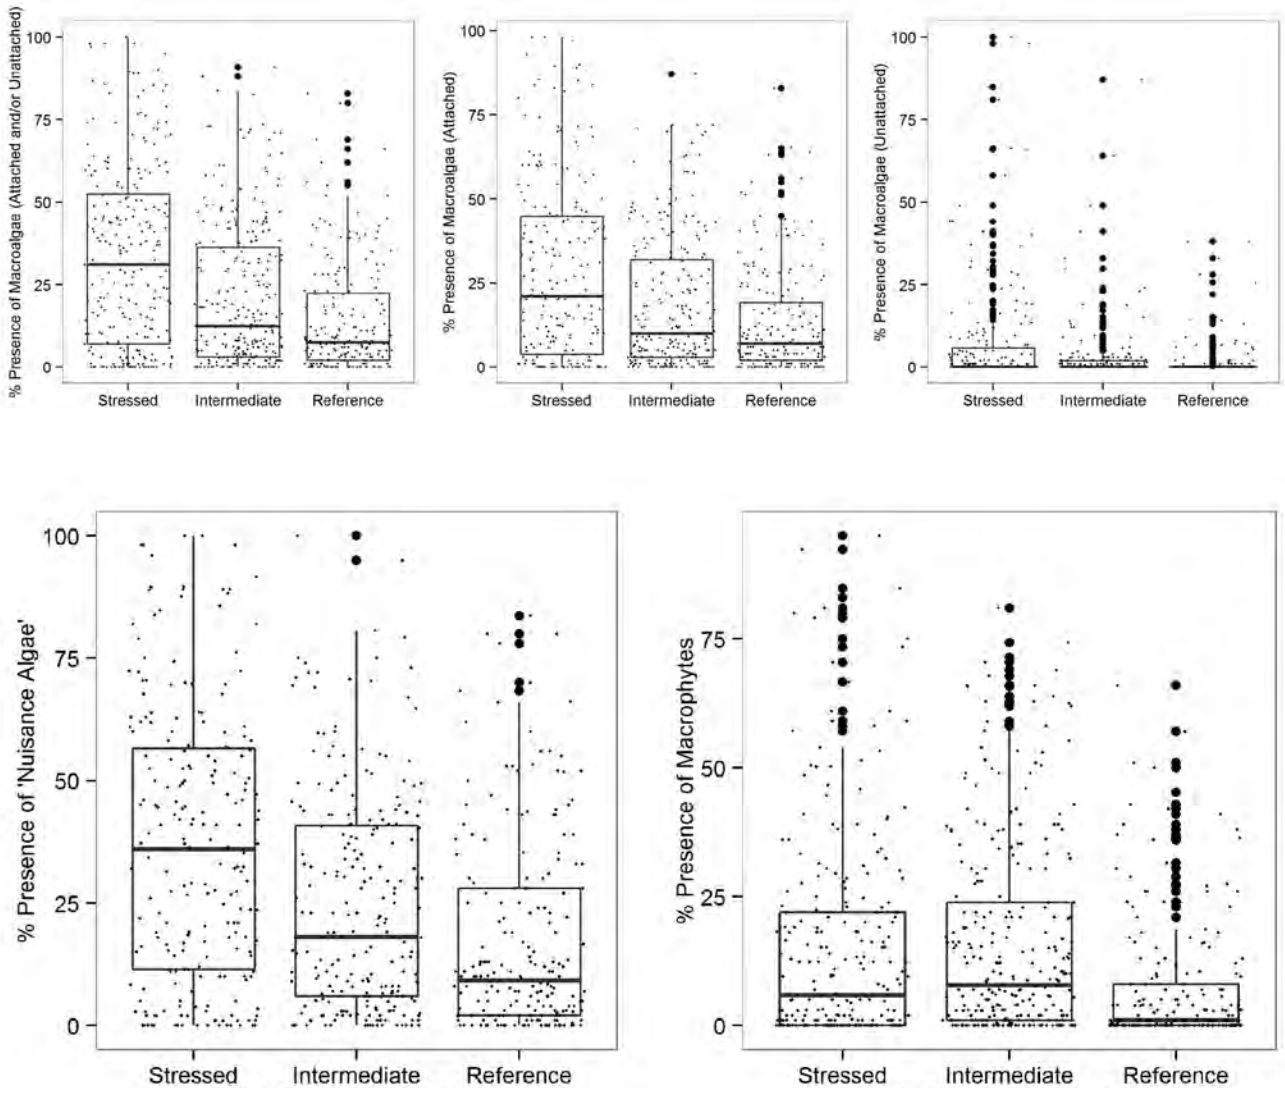 % Presence of Macroalgae (Attached and/or Unattached)
100
75
50
25
0
Stressed Intermediate Reference
% Presence of Macroalgae (Attached)
100
75
50
25
0
Stressed Intermediate Reference
% Presence of Macroalgae (Unattached)
100
75
50
25
0
Stressed Intermediate Reference
% Presence of 'Nuisance Algae'
100
75
50
25
0
Stressed Intermediate Reference
% Presence of Macrophytes
75
50
25
0
Stressed Intermediate Reference